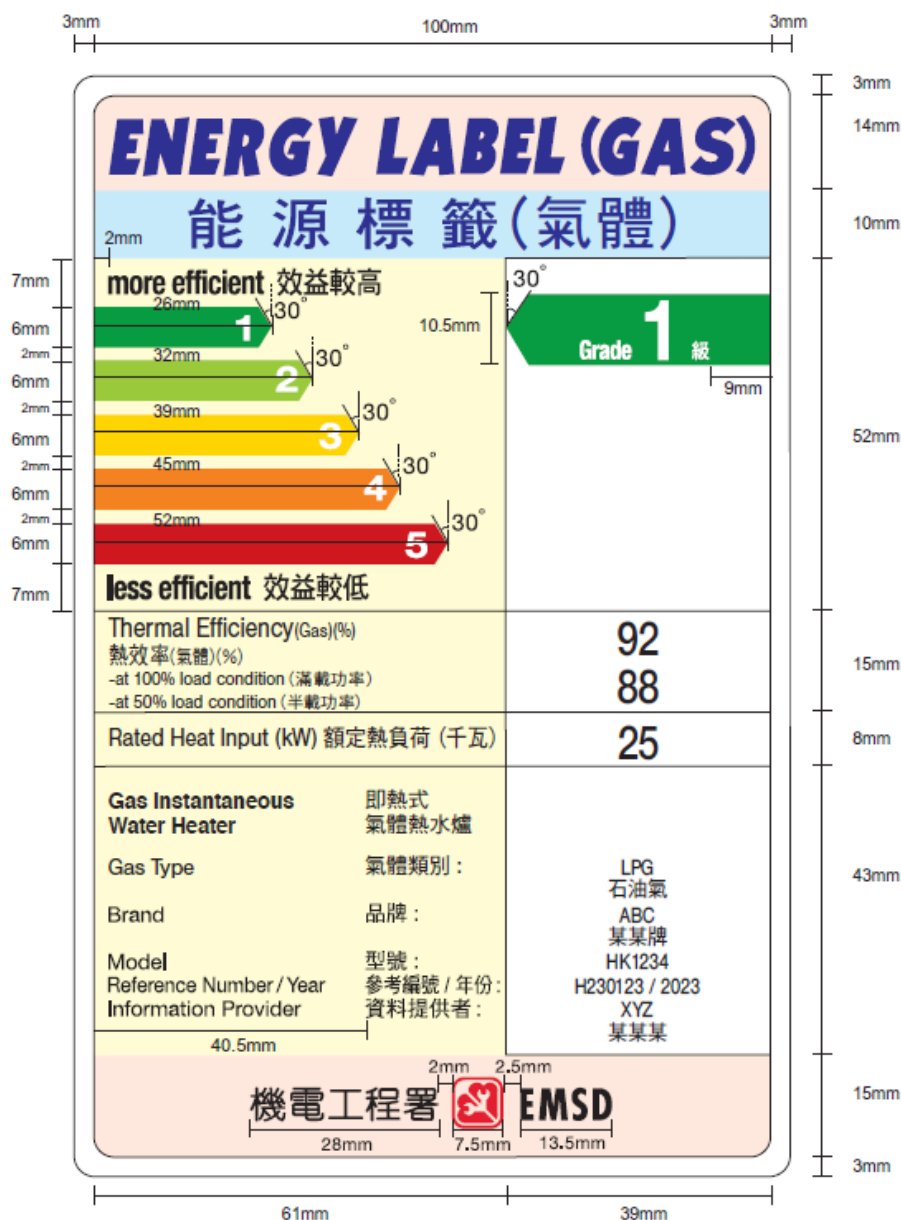 3mm 100mm 3mm
3mm
ENERGY LABEL (GAS)
14mm
能源標籤(氣體)
10mm
2mm
7mm
more efficient 效益較高
30°
26mm
30°
6mm
1
10.5mm
Grade 1 級
2mm
32mm
30°
6mm
2
9mm
2mm
39mm
30°
6mm
3
52mm
2mm
45mm
30°
6mm
4
2mm
52mm
30°
6mm
5
7mm
less efficient 效益較低
Thermal Efficiency(Gas)(%)
92
熱效率(氣體)(%)
15mm
-at 100% load condition (滿載功率)
88
-at 50% load condition (半載功率)
Rated Heat Input (kW) 額定熱負荷 (千瓦)
25
8mm
Gas Instantaneous 即熱式
Water Heater 氣體熱水爐
Gas Type 氣體類別 : LPG
石油氣
43mm
Brand 品牌 : ABC
某某牌
Model 型號 : HK1234
Reference Number / Year 參考編號 / 年份 : H230123 / 2023
Information Provider 資料提供者 : XYZ
某某某
40.5mm
2mm 2.5mm
機電工程署 EMSD
15mm
28mm 7.5mm 13.5mm
3mm
61mm 39mm